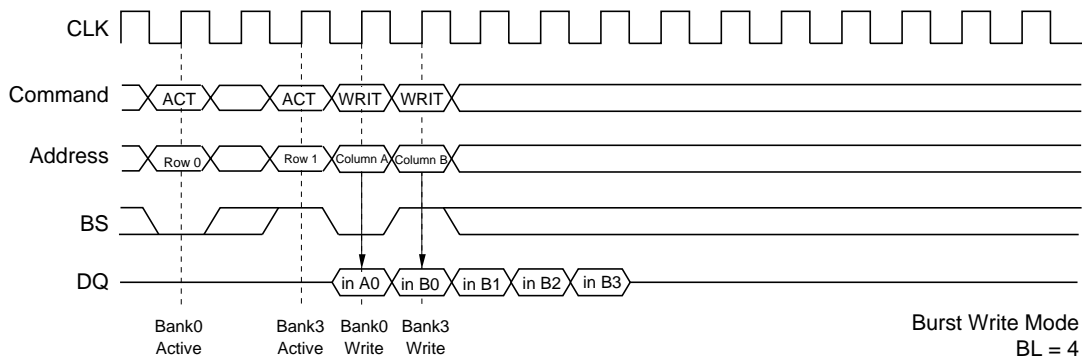 CLK
Command ACT ACT WRIT WRIT
Address Row 0 Row 1 Column A Column B
BS
DQ in A0 in B0 in B1 in B2 in B3
Bank0 Bank3 Bank0 Bank3
Active Active Write Write
Burst Write Mode
BL = 4